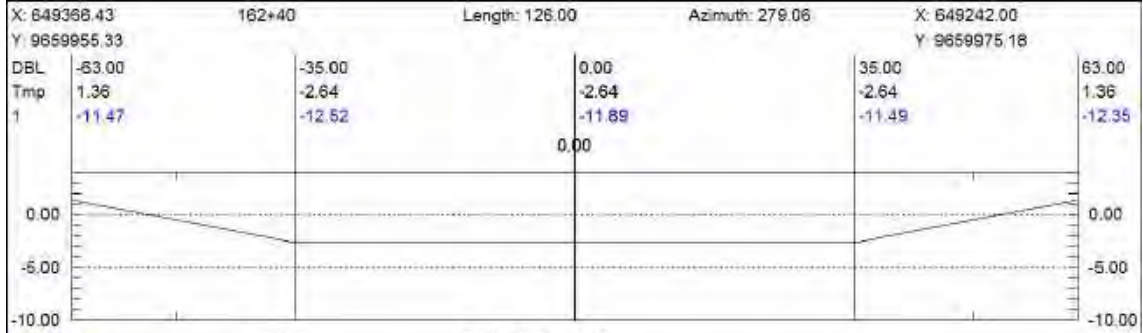 X: 649366.43 162+40 Length: 126.00 Azimuth: 279.06 X: 649242.00
Y: 9659955.33 Y: 9659975.18
DBL -63.00 -35.00 0.00 35.00 63.00
Tmp 1.36 -2.64 -2.64 -2.64 1.36
1 -11.47 -12.52 -11.89 -11.49 -12.35
0.00
0.00 0.00
-5.00 -5.00
-10.00 -10.00